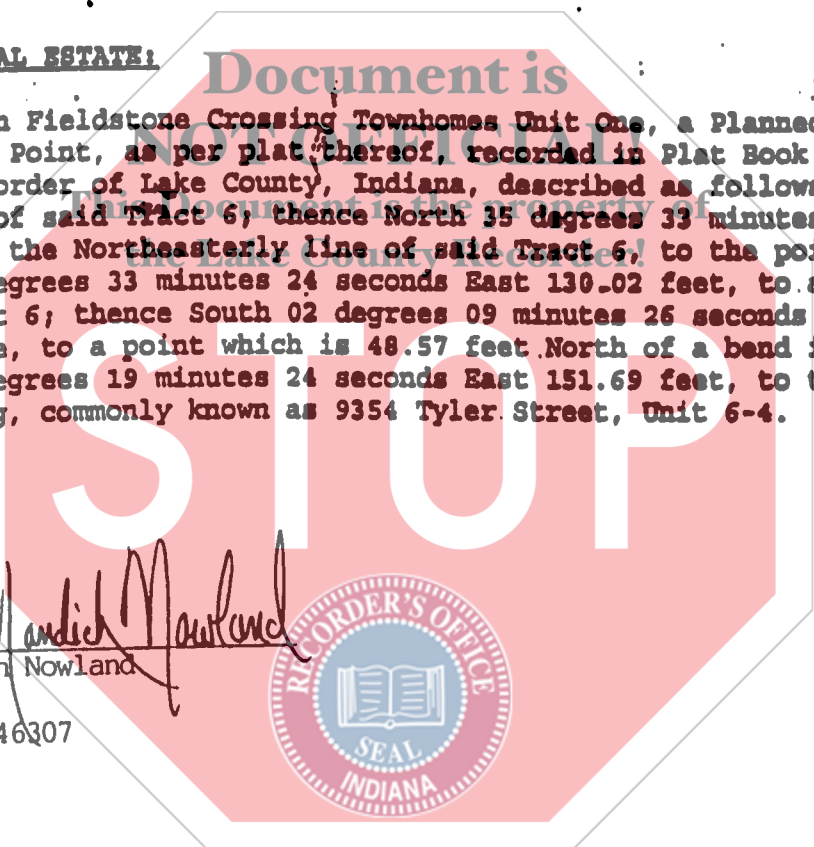 AL ESTATE:
Document is
n Fieldstone Crossing Townhomes Unit One, a Planned
NOT OFFICIAL!
Point, as per plat thereof, recorded in Plat Book
order of Lake County, Indiana, described as follows
This Document is the property of
of said Tract 6; thence North 35 degrees 33 minutes
the Lake County Recorder!
the Northeasterly line of said Tract 6, to the poi
egrees 33 minutes 24 seconds East 130.02 feet, to a
t 6; thence South 02 degrees 09 minutes 26 seconds
e, to a point which is 48.57 feet North of a bend i
egrees 19 minutes 24 seconds East 151.69 feet, to t
g, commonly known as 9354 Tyler Street, Unit 6-4.
STOP
Nowland
n Nowland
46307
RECORDER'S OFFICE
SEAL
INDIANA